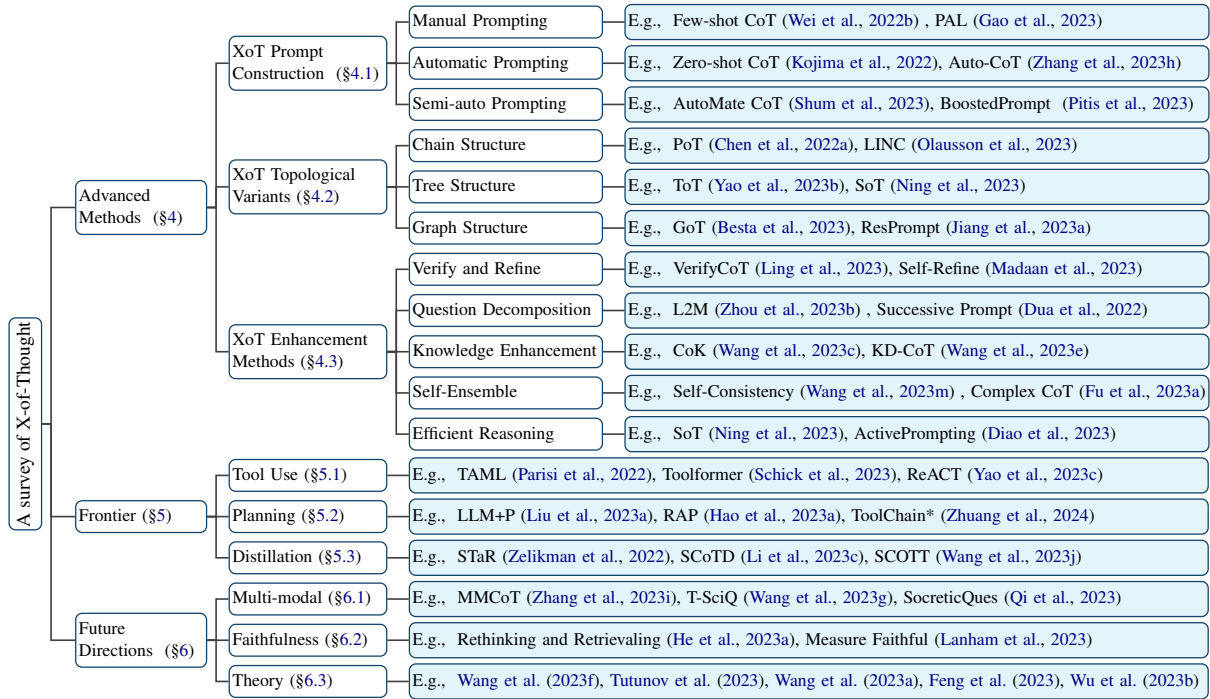 A survey of X-of-Thought
Advanced
Methods (§4)
XoT Prompt
Construction (§4.1)
Manual Prompting
E.g., Few-shot CoT (Wei et al., 2022b) , PAL (Gao et al., 2023)
Automatic Prompting
E.g., Zero-shot CoT (Kojima et al., 2022), Auto-CoT (Zhang et al., 2023h)
Semi-auto Prompting
E.g., AutoMate CoT (Shum et al., 2023), BoostedPrompt (Pitis et al., 2023)
XoT Topological
Variants (§4.2)
Chain Structure
E.g., PoT (Chen et al., 2022a), LINC (Olausson et al., 2023)
Tree Structure
E.g., ToT (Yao et al., 2023b), SoT (Ning et al., 2023)
Graph Structure
E.g., GoT (Besta et al., 2023), ResPrompt (Jiang et al., 2023a)
XoT Enhancement
Methods (§4.3)
Verify and Refine
E.g., VerifyCoT (Ling et al., 2023), Self-Refine (Madaan et al., 2023)
Question Decomposition
E.g., L2M (Zhou et al., 2023b) , Successive Prompt (Dua et al., 2022)
Knowledge Enhancement
E.g., CoK (Wang et al., 2023c), KD-CoT (Wang et al., 2023e)
Self-Ensemble
E.g., Self-Consistency (Wang et al., 2023m) , Complex CoT (Fu et al., 2023a)
Efficient Reasoning
E.g., SoT (Ning et al., 2023), ActivePrompting (Diao et al., 2023)
Frontier (§5)
Tool Use (§5.1)
E.g., TAML (Parisi et al., 2022), Toolformer (Schick et al., 2023), ReACT (Yao et al., 2023c)
Planning (§5.2)
E.g., LLM+P (Liu et al., 2023a), RAP (Hao et al., 2023a), ToolChain* (Zhuang et al., 2024)
Distillation (§5.3)
E.g., STaR (Zelikman et al., 2022), SCoTD (Li et al., 2023c), SCOTT (Wang et al., 2023j)
Future
Directions (§6)
Multi-modal (§6.1)
E.g., MMCoT (Zhang et al., 2023i), T-SciQ (Wang et al., 2023g), SocreticQues (Qi et al., 2023)
Faithfulness (§6.2)
E.g., Rethinking and Retrievaling (He et al., 2023a), Measure Faithful (Lanham et al., 2023)
Theory (§6.3)
E.g., Wang et al. (2023f), Tutunov et al. (2023), Wang et al. (2023a), Feng et al. (2023), Wu et al. (2023b)